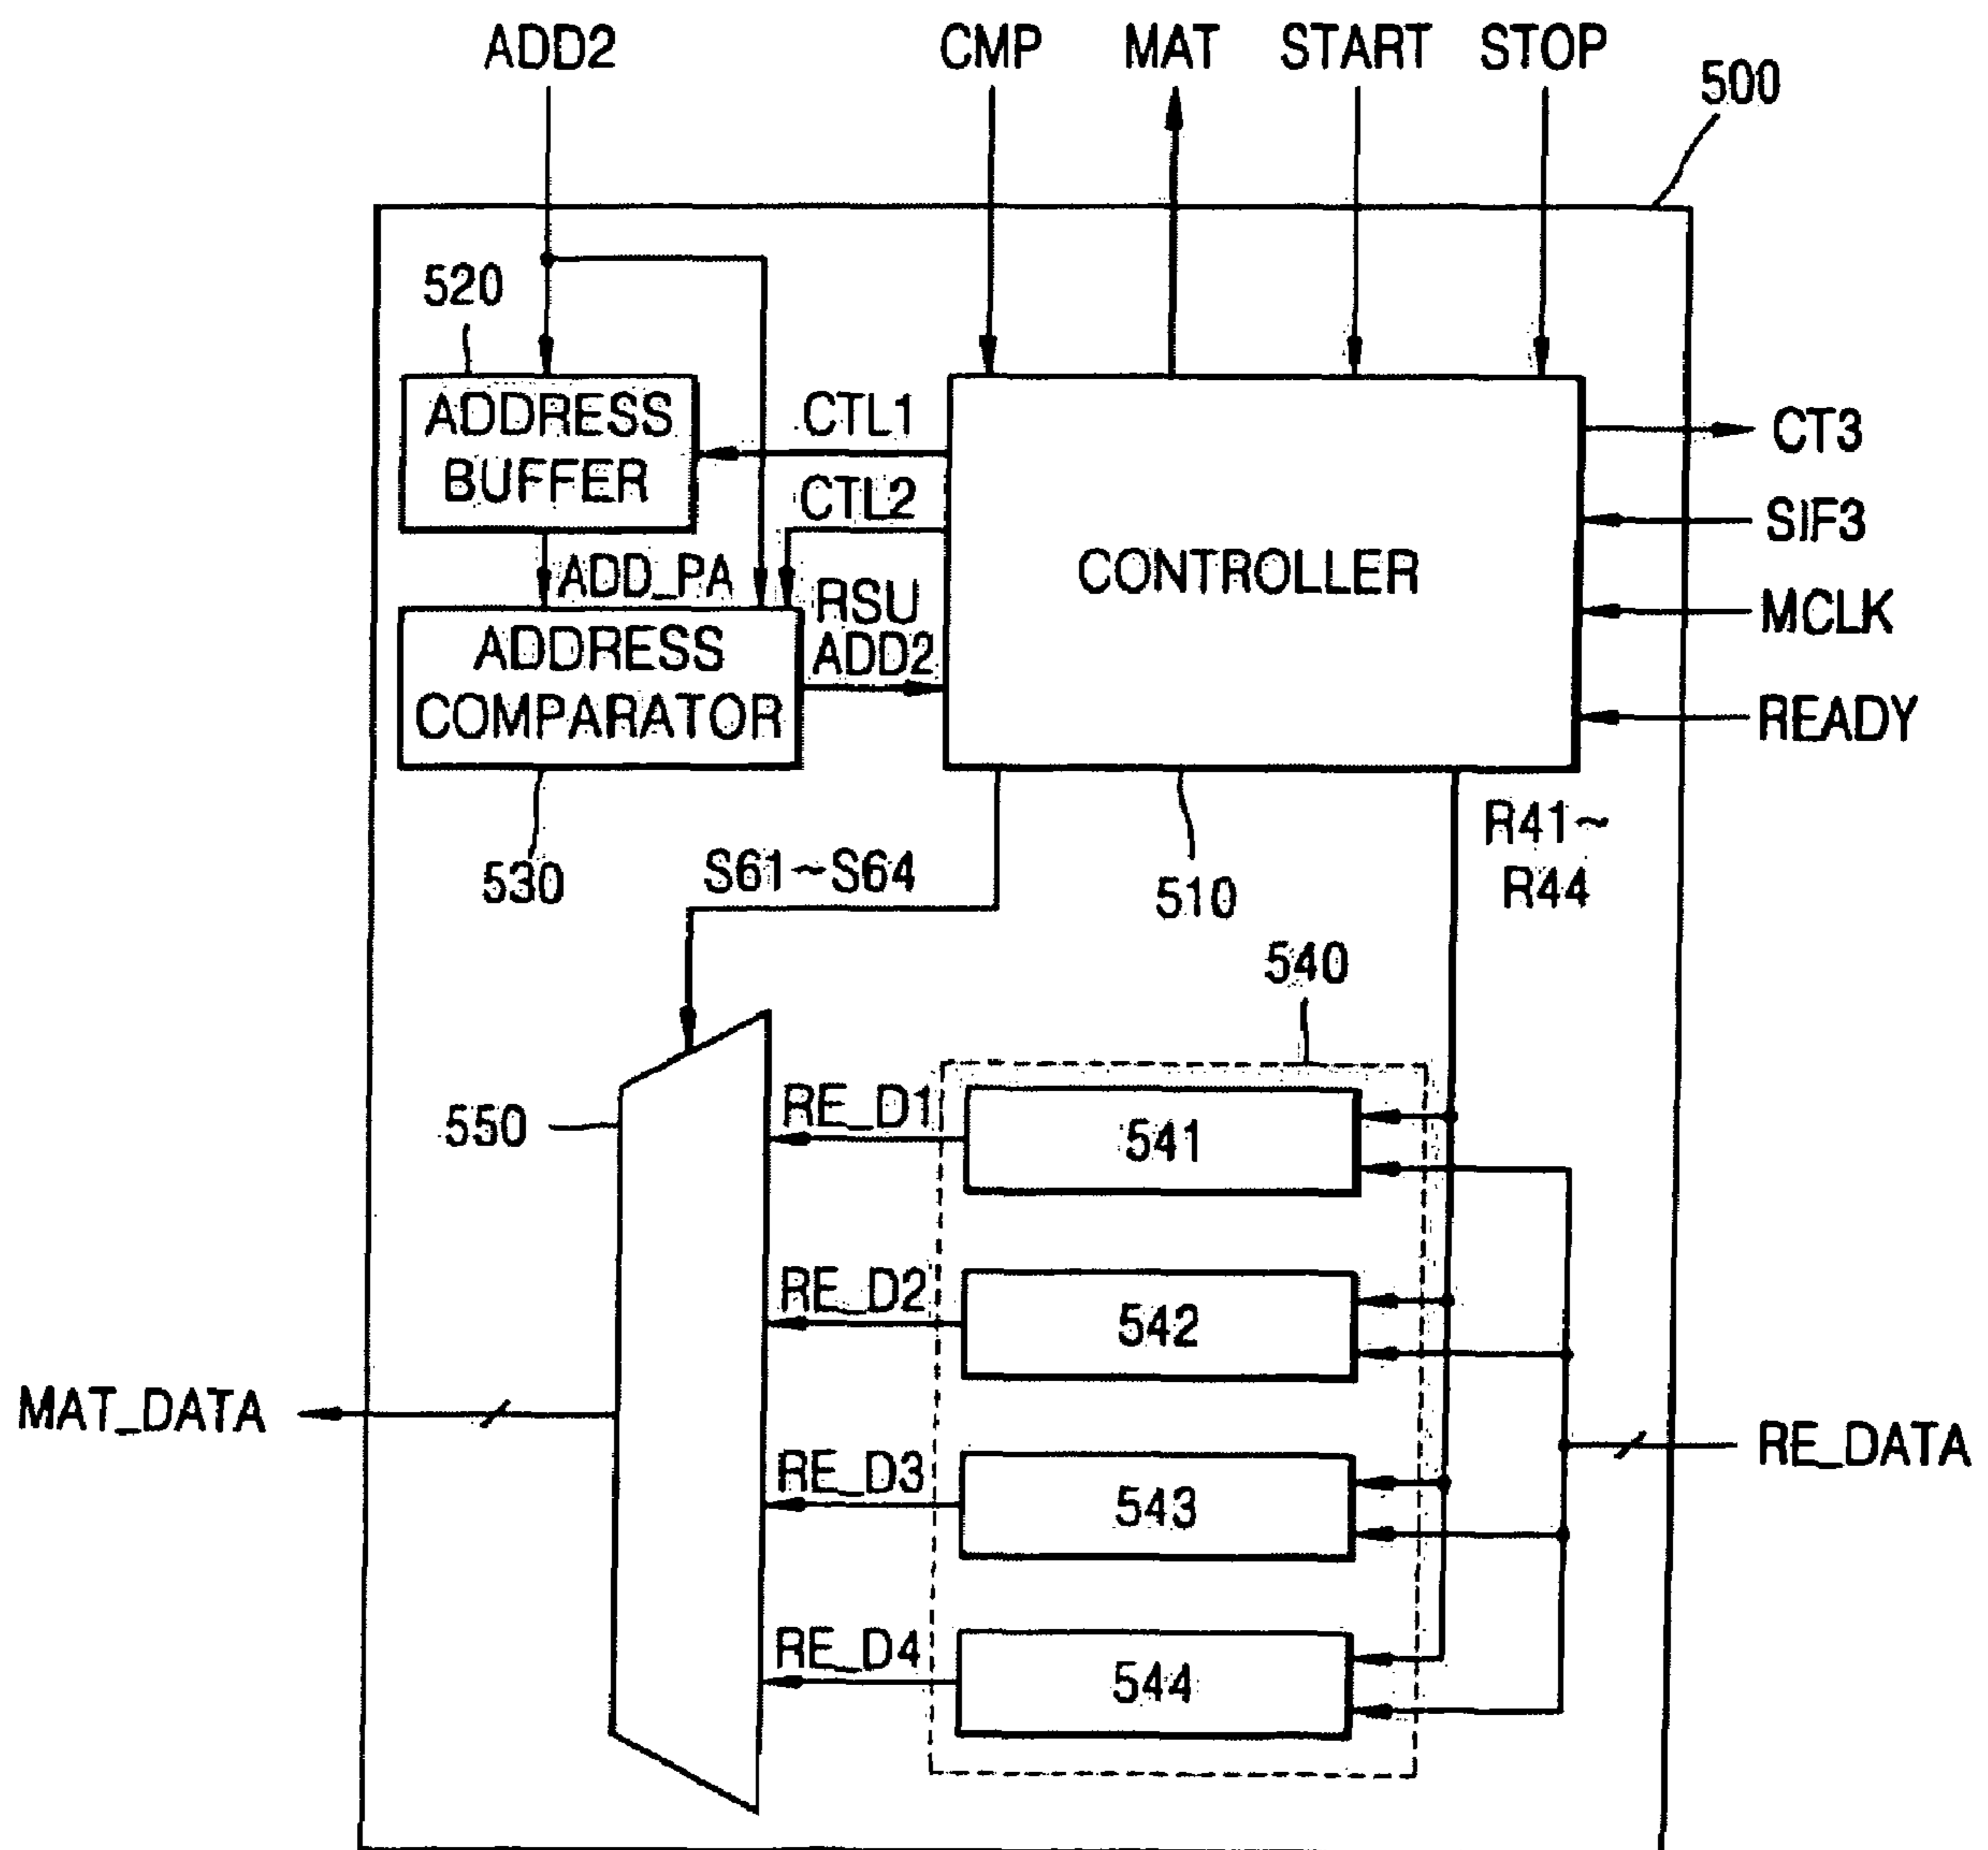 ADD2
CMP
MAT
START
STOP
500
520
ADDRESS
BUFFER
CTL1
CTL2
CT3
SIF3
MCLK
READY
ADD_PA
RSU
ADD2
CONTROLLER
ADDRESS
COMPARATOR
530
S61~S64
510
R41~
R44
540
550
RE_D1
541
RE_D2
542
MAT_DATA
RE_D3
543
RE_DATA
RE_D4
544